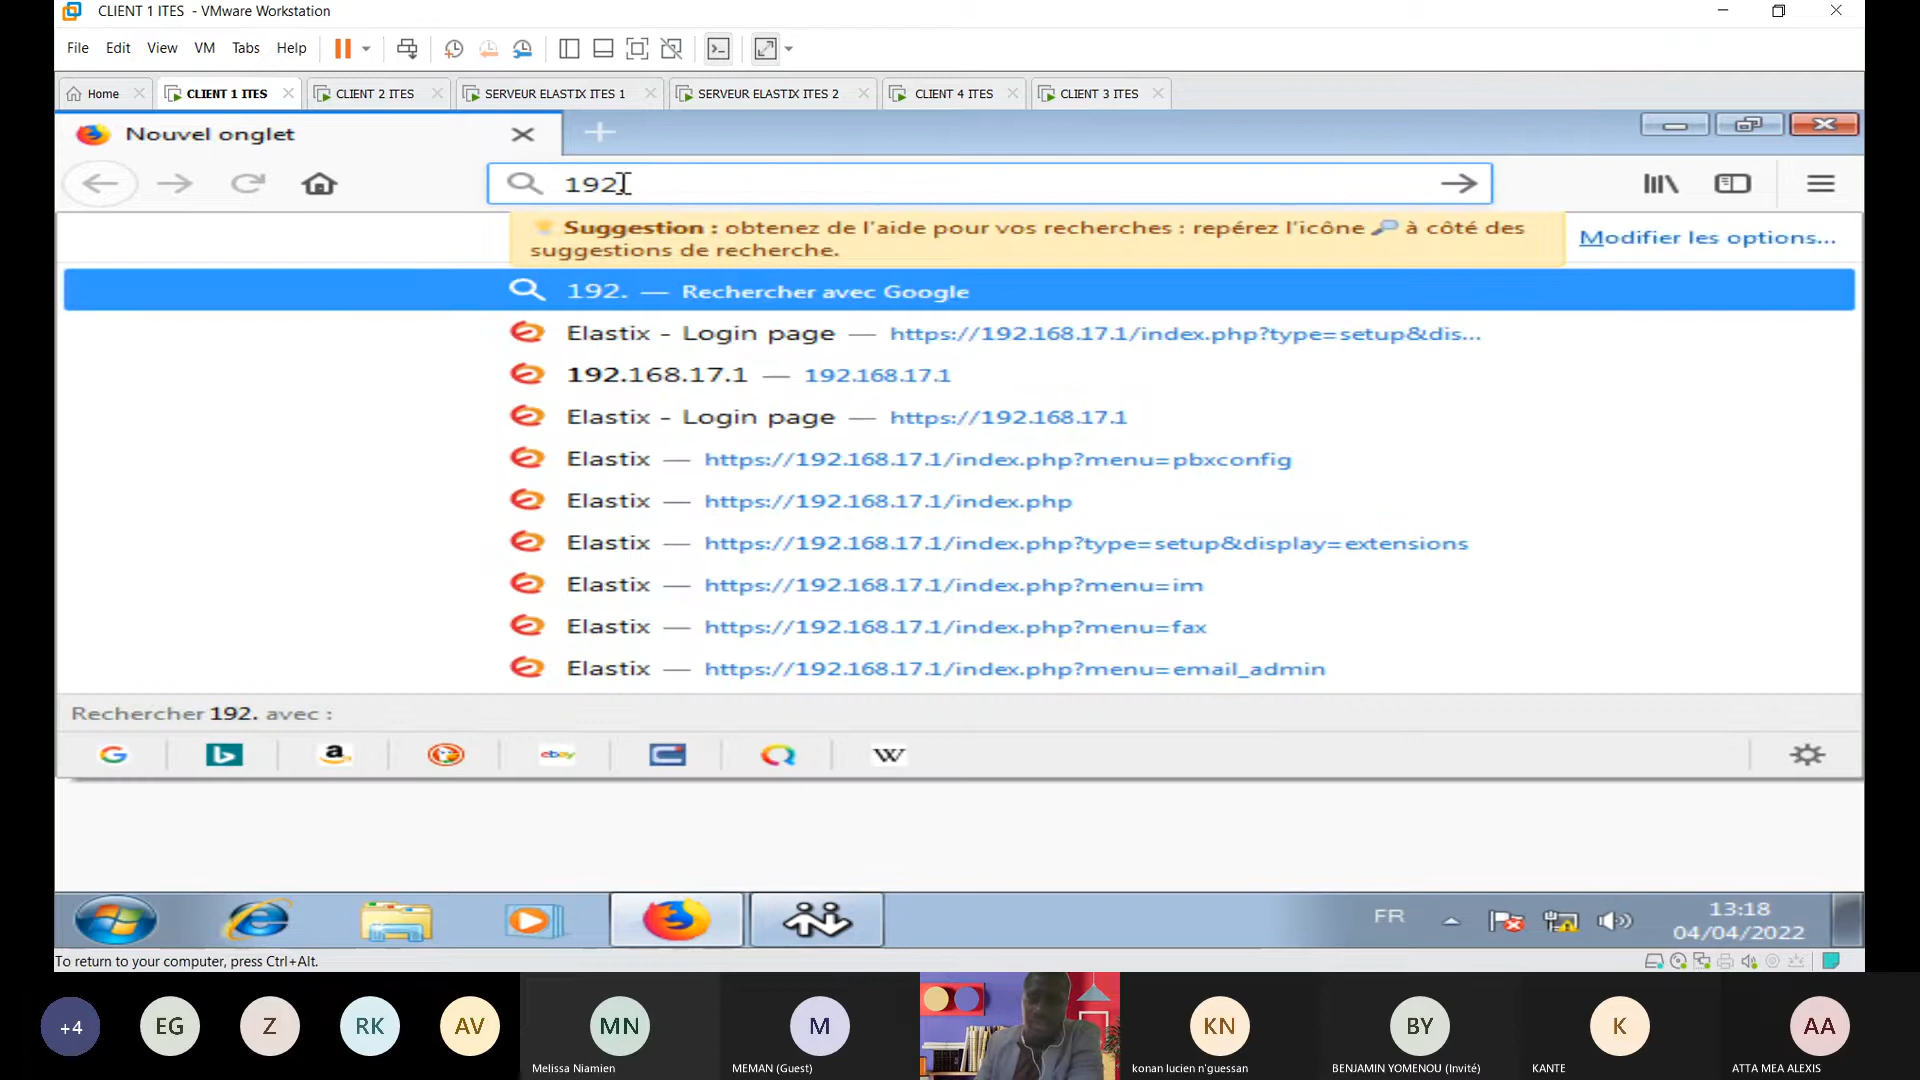 CLIENT 1 ITES - VMware Workstation
File Edit View VM Tabs Help
Home CLIENT 1 ITES CLIENT 2 ITES SERVEUR ELASTIX ITES 1 SERVEUR ELASTIX ITES 2 CLIENT 4 ITES CLIENT 3 ITES
Nouvel onglet
192.
Suggestion : obtenez de l'aide pour vos recherches : repérez l'icône à côté des
suggestions de recherche.
Modifier les options...
192. — Rechercher avec Google
Elastix - Login page — https://192.168.17.1/index.php?type=setup&dis...
192.168.17.1 — 192.168.17.1
Elastix - Login page — https://192.168.17.1
Elastix — https://192.168.17.1/index.php?menu=pbxconfig
Elastix — https://192.168.17.1/index.php
Elastix — https://192.168.17.1/index.php?type=setup&display=extensions
Elastix — https://192.168.17.1/index.php?menu=im
Elastix — https://192.168.17.1/index.php?menu=fax
Elastix — https://192.168.17.1/index.php?menu=email_admin
Rechercher 192. avec :
G b a ebay W
FR
13:18
04/04/2022
To return to your computer, press Ctrl+Alt.
+4 EG Z RK AV MN M KN BY K AA
Melissa Niamien MEMAN (Guest) konan lucien n'guessan BENJAMIN YOMENOU (Invité) KANTE ATTA MEA ALEXIS